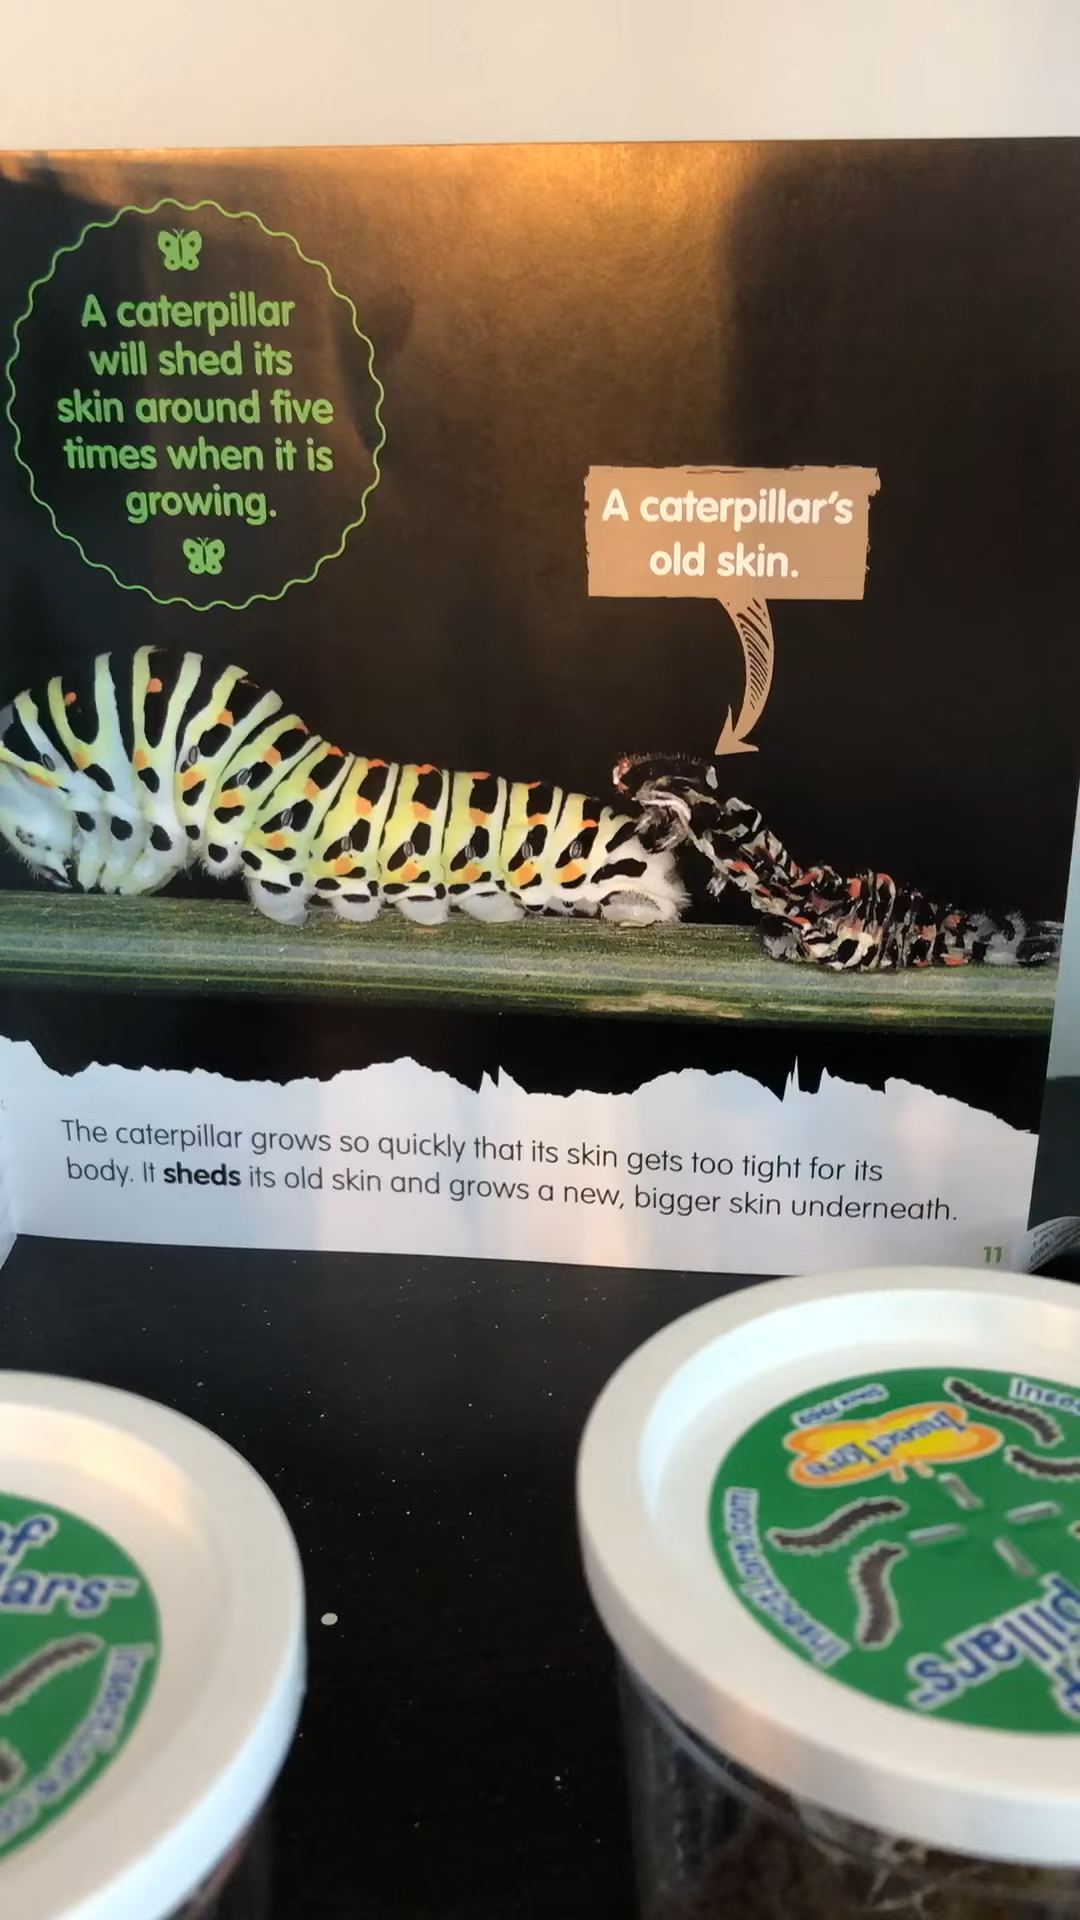 A caterpillar
will shed its
skin around five
times when it is
growing.
A caterpillar's
old skin.
The caterpillar grows so quickly that its skin gets too tight for its
body. It sheds its old skin and grows a new, bigger skin underneath.
11
Insect Lore
InsectLore.com
pillars™
lars™